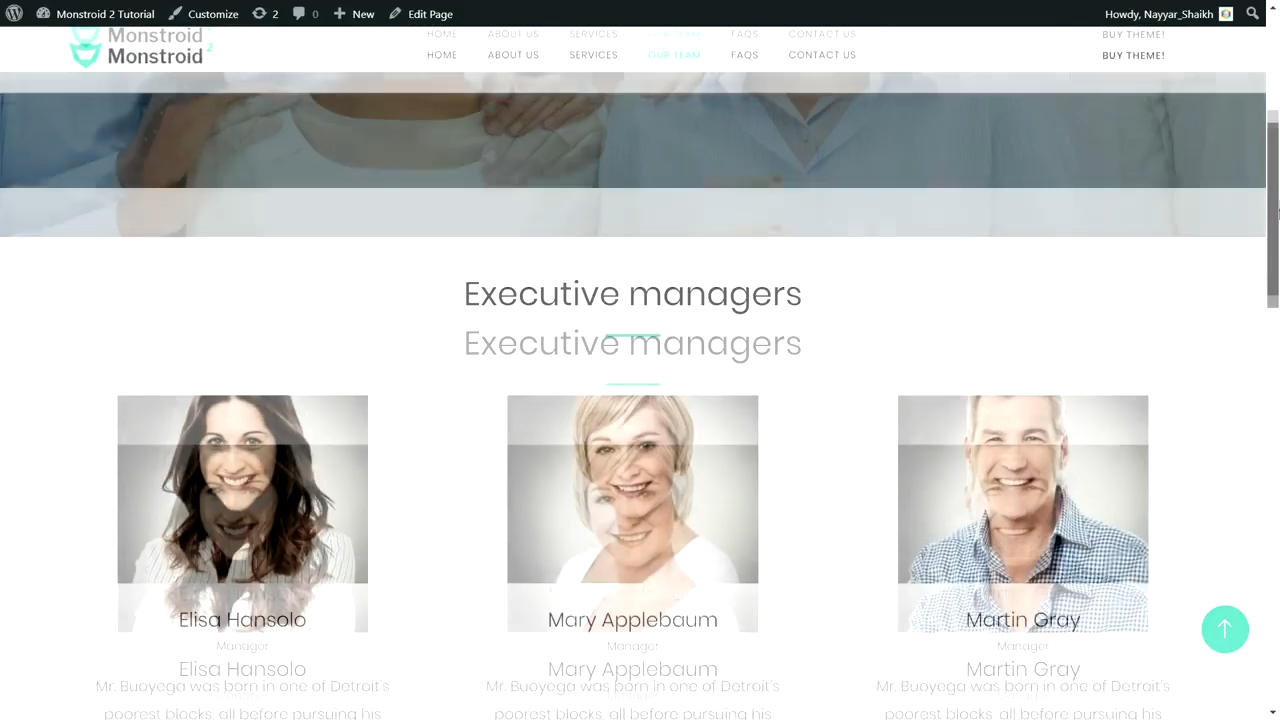 Monstroid 2 Tutorial Customize 2 0 New Edit Page Howdy, Nayyar_Shaikh
Monstroid 2 HOME ABOUT US SERVICES OUR TEAM FAQS CONTACT US BUY THEME!
Monstroid HOME ABOUT US SERVICES OUR TEAM FAQS CONTACT US BUY THEME!
Executive managers
Executive managers
Elisa Hansolo Mary Applebaum Martin Gray
Manager Manager Manager
Elisa Hansolo Mary Applebaum Martin Gray
Mr. Buoyega was born in one of Detroit's Mr. Buoyega was born in one of Detroit's Mr. Buoyega was born in one of Detroit's
poorest blocks, all before pursuing his poorest blocks, all before pursuing his poorest blocks, all before pursuing his